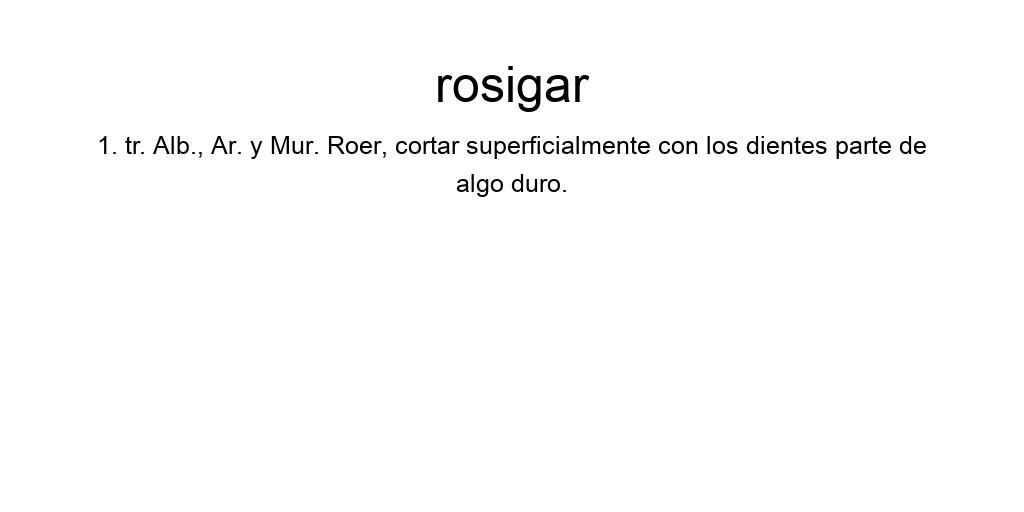 rosigar
1. tr. Alb., Ar. y Mur. Roer, cortar superficialmente con los dientes parte de
algo duro.